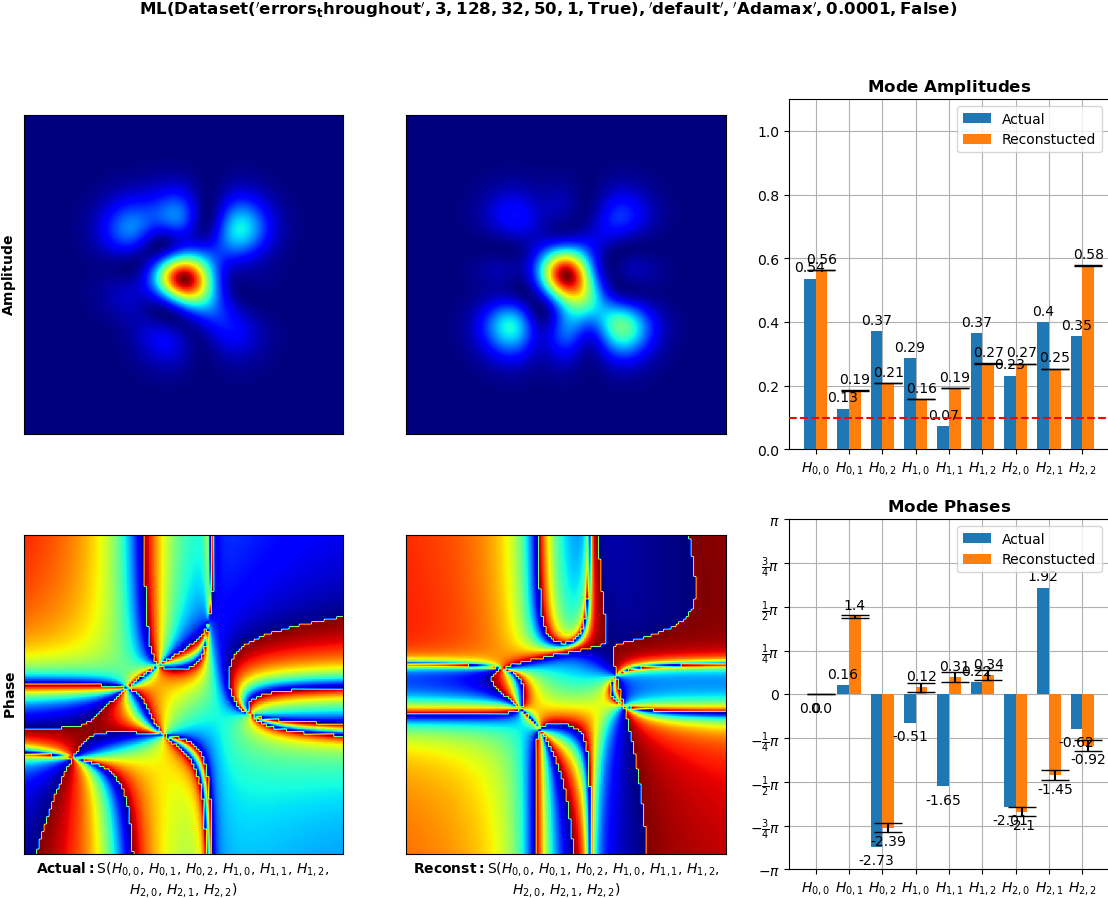 ML(Dataset('errors_throughout', 3, 128, 32, 50, 1, True), 'default', 'Adamax', 0.0001, False)
Amplitude
Mode Amplitudes
Actual
Reconstucted
1.0
0.8
0.6
0.4
0.2
0.0
0.54
0.56
0.13
0.19
0.37
0.21
0.29
0.16
0.07
0.19
0.37
0.27
0.23
0.27
0.4
0.25
0.35
0.58
H0,0 H0,1 H0,2 H1,0 H1,1 H1,2 H2,0 H2,1 H2,2
Phase
Mode Phases
Actual
Reconstucted
π
3/4π
1/2π
1/4π
0
−1/4π
−1/2π
−3/4π
−π
0.0
0.0
0.16
1.4
-2.73
-2.39
-0.51
0.12
-1.65
0.31
0.22
0.34
-2.1
1.92
-1.45
-0.62
-0.92
H0,0 H0,1 H0,2 H1,0 H1,1 H1,2 H2,0 H2,1 H2,2
Actual: S(H0,0, H0,1, H0,2, H1,0, H1,1, H1,2,
H2,0, H2,1, H2,2)
Reconst: S(H0,0, H0,1, H0,2, H1,0, H1,1, H1,2,
H2,0, H2,1, H2,2)